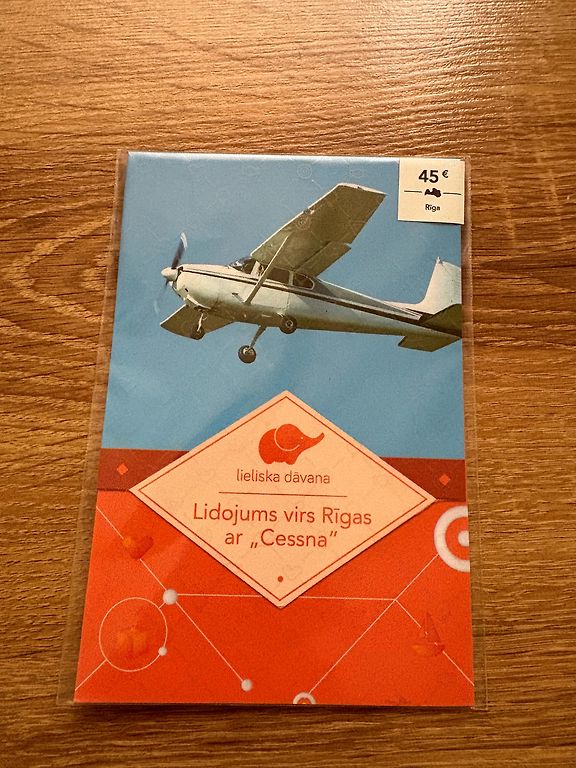 45 €
Rīga
lieliska dāvana
Lidojums virs Rīgas
ar „Cessna”